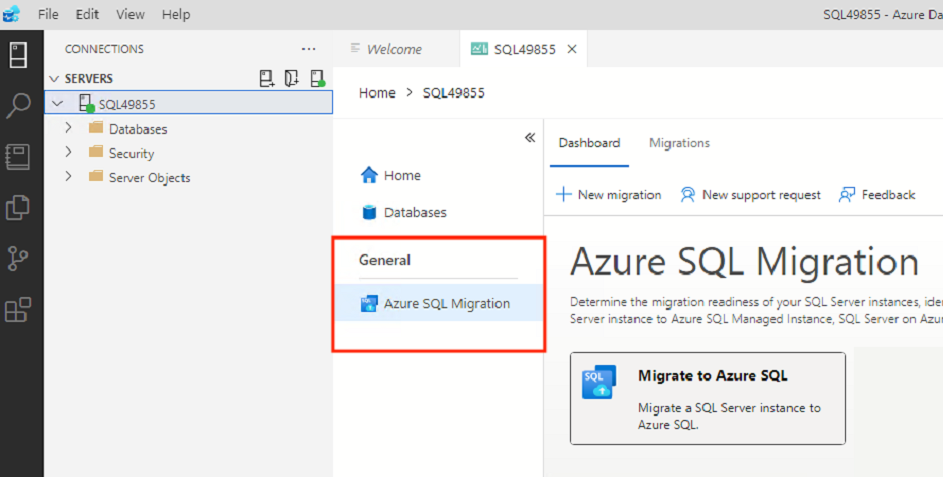 File Edit View Help
SQL49855 - Azure Da
CONNECTIONS ...
SERVERS
SQL49855
Databases
Security
Server Objects
Welcome
SQL49855
Home > SQL49855
Home
Databases
General
Azure SQL Migration
Dashboard Migrations
New migration New support request Feedback
Azure SQL Migration
Determine the migration readiness of your SQL Server instances, ide
Server instance to Azure SQL Managed Instance, SQL Server on Azu
SQL
Migrate to Azure SQL
Migrate a SQL Server instance to
Azure SQL.